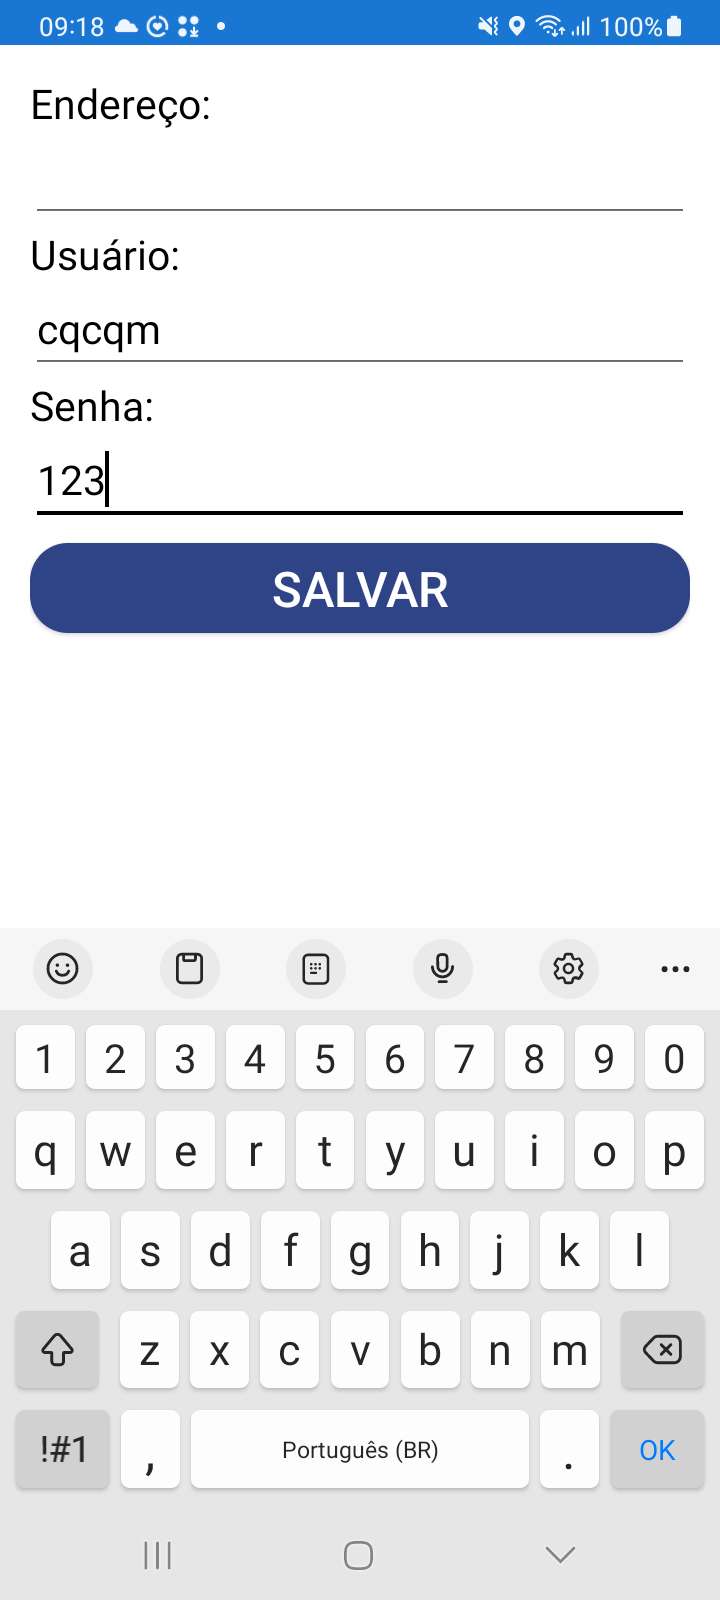 09:18 100%
Endereço:
Usuário:
cqcqm
Senha:
123
SALVAR
1 2 3 4 5 6 7 8 9 0
q w e r t y u i o p
a s d f g h j k l
z x c v b n m
!#1 , Português (BR) . OK